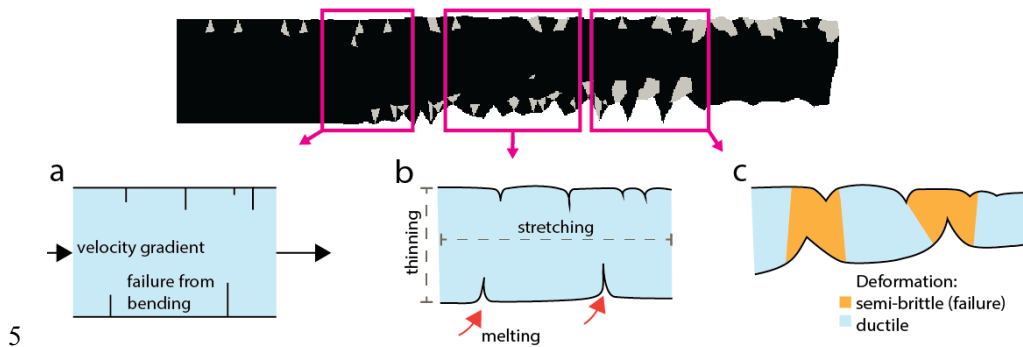 a
velocity gradient
failure from
bending
b
thinning
stretching
melting
c
Deformation:
semi-brittle (failure)
ductile
5